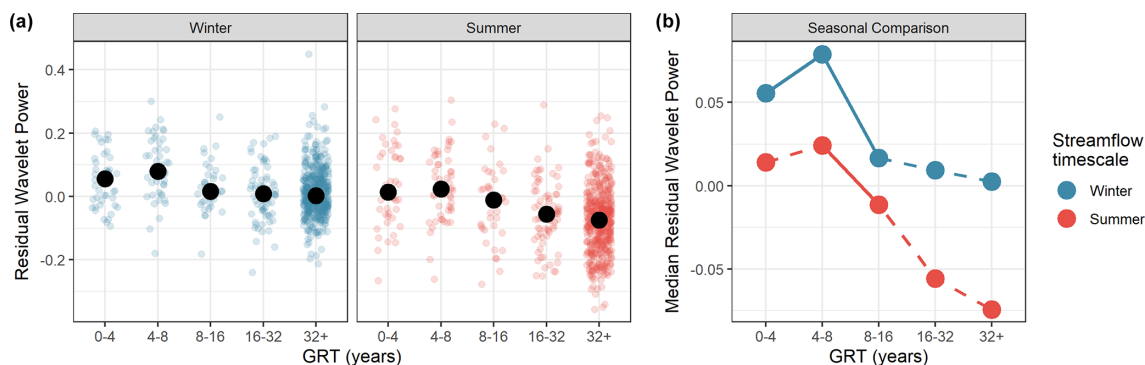 (a)
Winter
Summer
Residual Wavelet Power
0.4
0.2
0.0
-0.2
0-4
4-8
8-16
16-32
32+
0-4
4-8
8-16
16-32
32+
GRT (years)
(b)
Seasonal Comparison
Median Residual Wavelet Power
0.05
0.00
-0.05
0-4
4-8
8-16
16-32
32+
GRT (years)
Streamflow
timescale
Winter
Summer